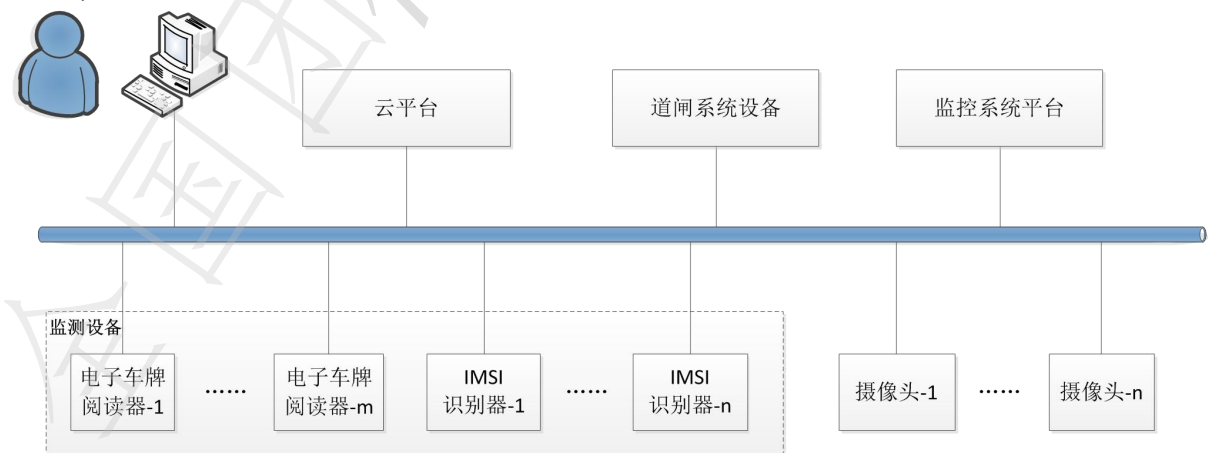 云平台
道闸系统设备
监控系统平台
监测设备
电子车牌
阅读器-1
……
电子车牌
阅读器-m
IMSI
识别器-1
……
IMSI
识别器-n
摄像头-1
……
摄像头-n
全国